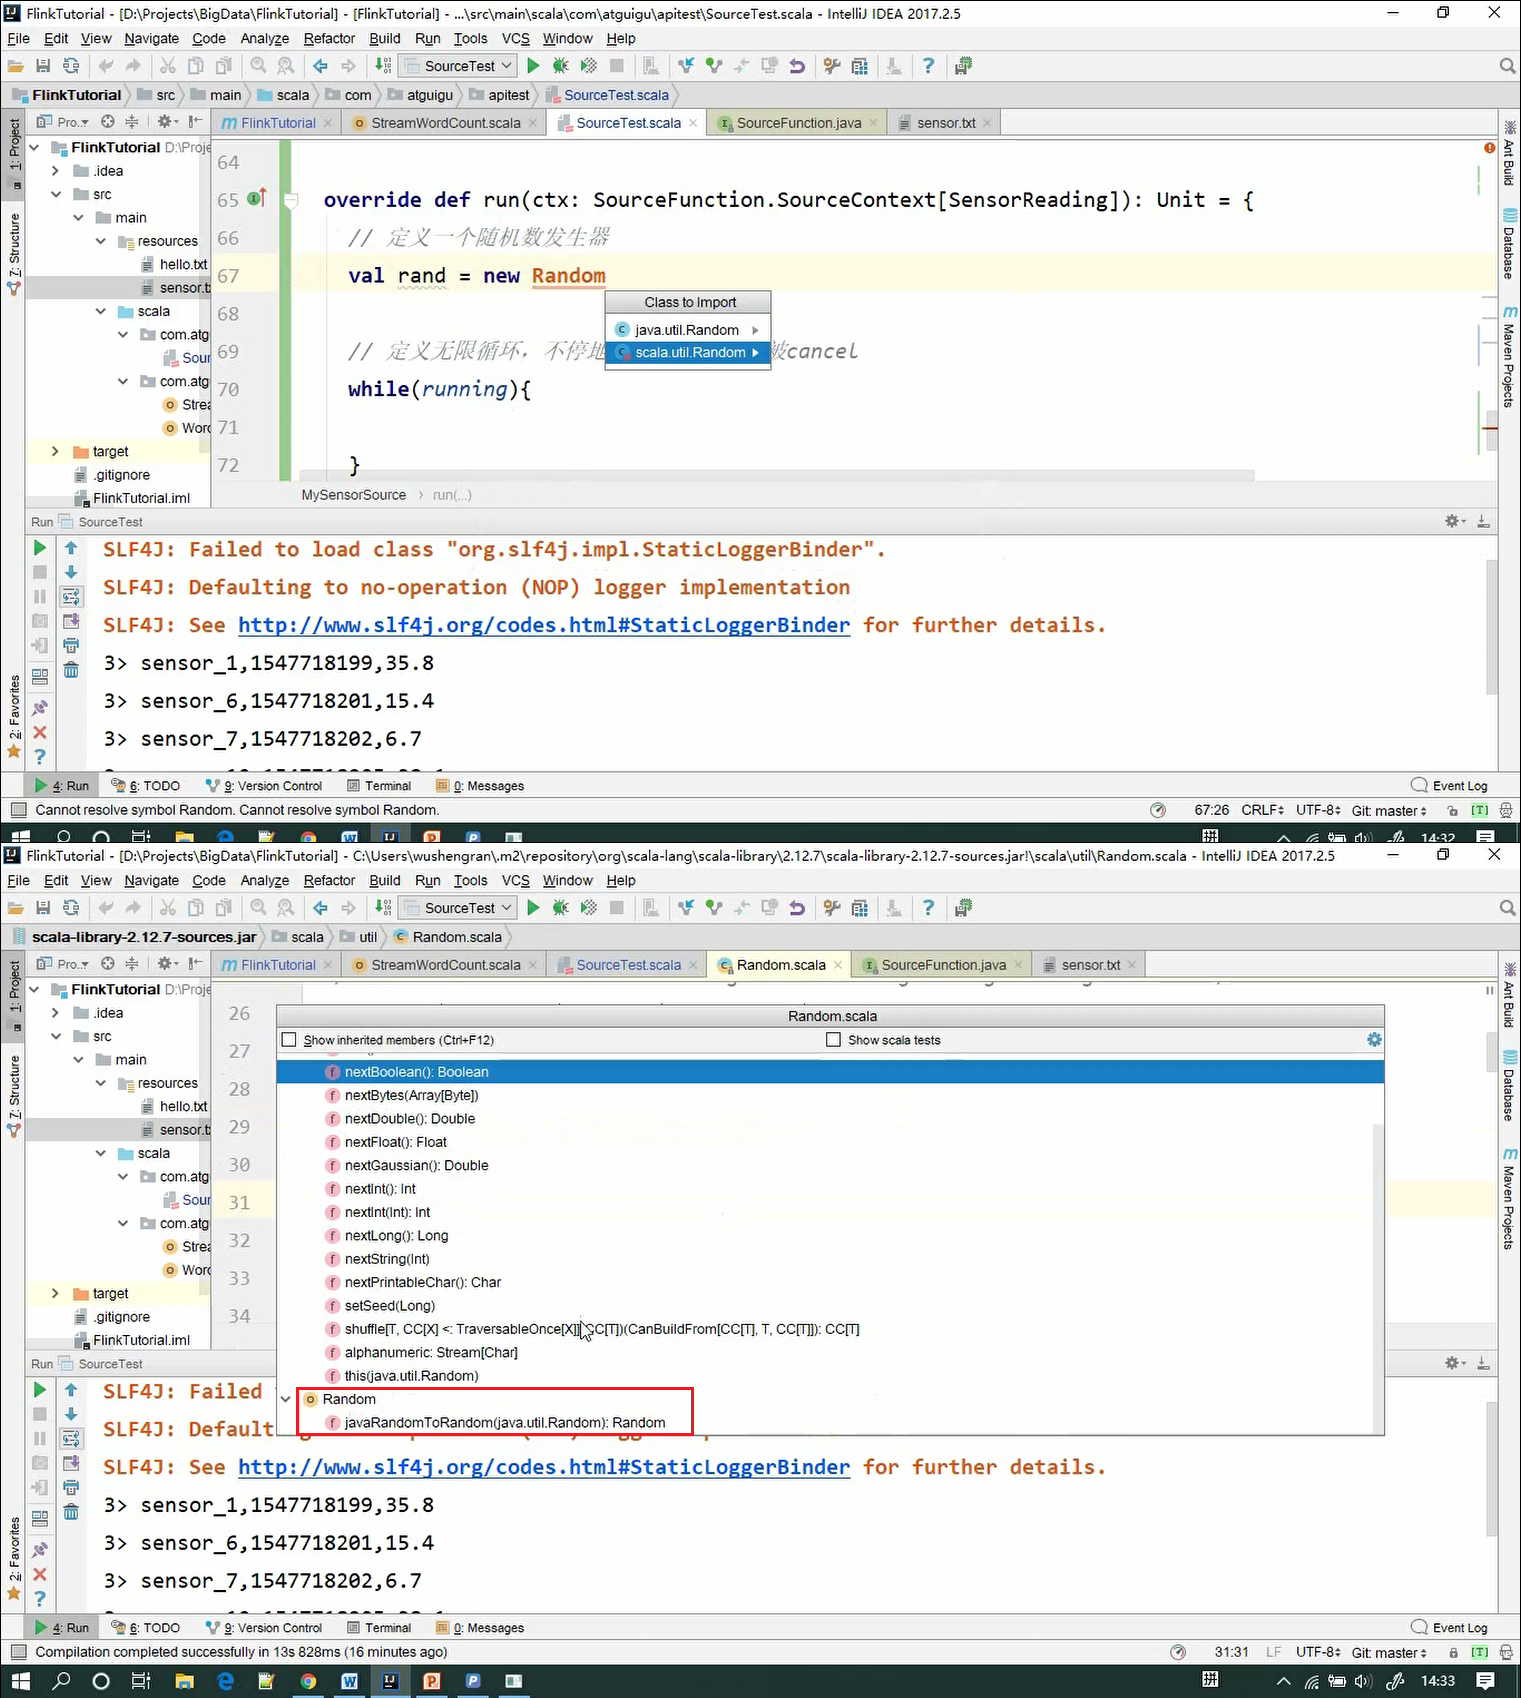 FlinkTutorial - [D:\Projects\BigData\FlinkTutorial] - [FlinkTutorial] - ...\src\main\scala\com\atguigu\apitest\SourceTest.scala - IntelliJ IDEA 2017.2.5
File Edit View Navigate Code Analyze Refactor Build Run Tools VCS Window Help
SourceTest
FlinkTutorial src main scala com atguigu apitest SourceTest.scala
Pro.. FlinkTutorial StreamWordCount.scala SourceTest.scala SourceFunction.java sensor.txt
1: Project
7: Structure
2: Favorites
Ant Build
Database
Maven Projects
FlinkTutorial D:\Proje
.idea
src
main
resources
hello.txt
sensor.t
scala
com.atg
Sour
com.atg
Strea
Word
target
.gitignore
FlinkTutorial.iml
64
65 override def run(ctx: SourceFunction.SourceContext[SensorReading]): Unit = {
66 // 定义一个随机数发生器
67 val rand = new Random
Class to Import
java.util.Random
scala.util.Random
68
69 // 定义无限循环，不停地 被cancel
70 while(running){
71
72 }
MySensorSource › run(...)
Run SourceTest
SLF4J: Failed to load class "org.slf4j.impl.StaticLoggerBinder".
SLF4J: Defaulting to no-operation (NOP) logger implementation
SLF4J: See http://www.slf4j.org/codes.html#StaticLoggerBinder for further details.
3> sensor_1,1547718199,35.8
3> sensor_6,1547718201,15.4
3> sensor_7,1547718202,6.7
4: Run 6: TODO 9: Version Control Terminal 0: Messages Event Log
Cannot resolve symbol Random. Cannot resolve symbol Random. 67:26 CRLF UTF-8 Git: master
拼 14:32
FlinkTutorial - [D:\Projects\BigData\FlinkTutorial] - C:\Users\wushengran\.m2\repository\org\scala-lang\scala-library\2.12.7\scala-library-2.12.7-sources.jar!\scala\util\Random.scala - IntelliJ IDEA 2017.2.5
File Edit View Navigate Code Analyze Refactor Build Run Tools VCS Window Help
SourceTest
scala-library-2.12.7-sources.jar scala util Random.scala
Pro.. FlinkTutorial StreamWordCount.scala SourceTest.scala Random.scala SourceFunction.java sensor.txt
1: Project
7: Structure
2: Favorites
Ant Build
Database
Maven Projects
FlinkTutorial D:\Proje
.idea
src
main
resources
hello.txt
sensor.t
scala
com.atg
Sour
com.atg
Strea
Word
target
.gitignore
FlinkTutorial.iml
26
27
28
29
30
31
32
33
34
Random.scala
Show inherited members (Ctrl+F12) Show scala tests
nextBoolean(): Boolean
nextBytes(Array[Byte])
nextDouble(): Double
nextFloat(): Float
nextGaussian(): Double
nextInt(): Int
nextInt(Int): Int
nextLong(): Long
nextString(Int)
nextPrintableChar(): Char
setSeed(Long)
shuffle[T, CC[X] <: TraversableOnce[X]](CC[T])(CanBuildFrom[CC[T], T, CC[T]]): CC[T]
alphanumeric: Stream[Char]
this(java.util.Random)
Random
javaRandomToRandom(java.util.Random): Random
Run SourceTest
SLF4J: Failed
SLF4J: Default
SLF4J: See http://www.slf4j.org/codes.html#StaticLoggerBinder for further details.
3> sensor_1,1547718199,35.8
3> sensor_6,1547718201,15.4
3> sensor_7,1547718202,6.7
4: Run 6: TODO 9: Version Control Terminal 0: Messages Event Log
Compilation completed successfully in 13s 828ms (16 minutes ago) 31:31 LF UTF-8 Git: master
拼 14:33